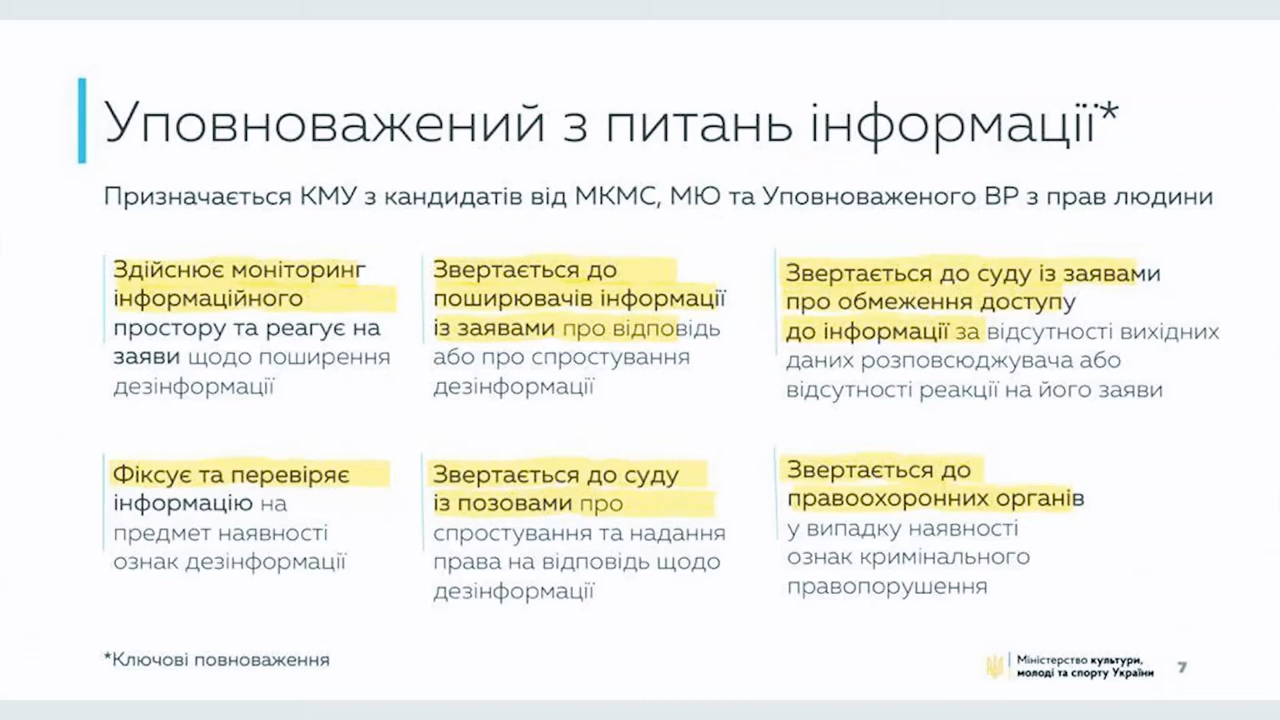 Уповноважений з питань інформації*
Призначається КМУ з кандидатів від МКМС, МЮ та Уповноваженого ВР з прав людини
Здійснює моніторинг
інформаційного
простору та реагує на
заяви щодо поширення
дезінформації
Звертається до
поширювачів інформації
із заявами про відповідь
або про спростування
дезінформації
Звертається до суду із заявами
про обмеження доступу
до інформації за відсутності вихідних
даних розповсюджувача або
відсутності реакції на його заяви
Фіксує та перевіряє
інформацію на
предмет наявності
ознак дезінформації
Звертається до суду
із позовами про
спростування та надання
права на відповідь щодо
дезінформації
Звертається до
правоохоронних органів
у випадку наявності
ознак кримінального
правопорушення
*Ключові повноваження
Міністерство культури,
молоді та спорту України
7